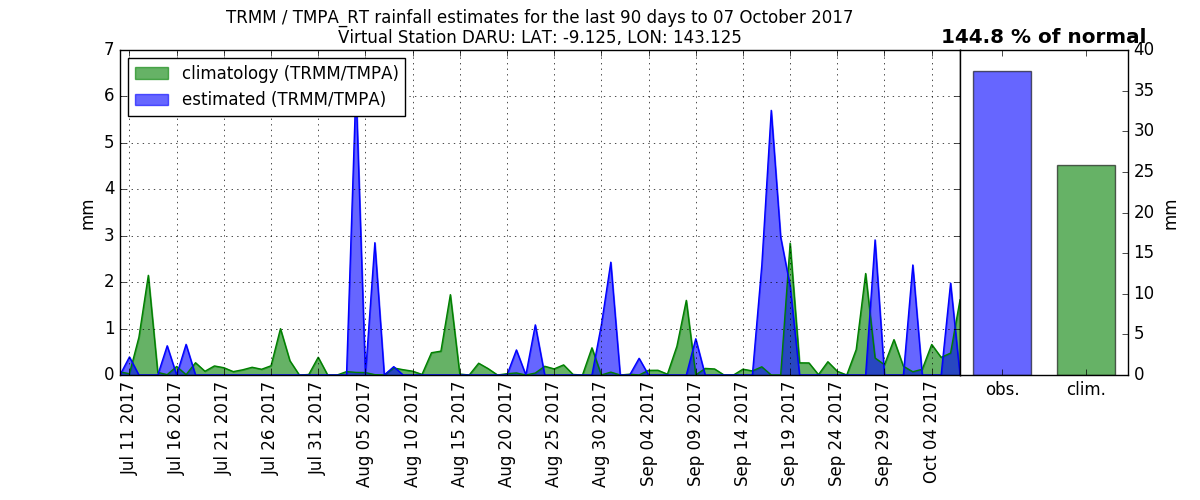 TRMM / TMPA_RT rainfall estimates for the last 90 days to 07 October 2017
Virtual Station DARU: LAT: -9.125, LON: 143.125
144.8 % of normal
climatology (TRMM/TMPA)
estimated (TRMM/TMPA)
7
6
5
4
3
2
1
0
mm
Jul 11 2017
Jul 16 2017
Jul 21 2017
Jul 26 2017
Jul 31 2017
Aug 05 2017
Aug 10 2017
Aug 15 2017
Aug 20 2017
Aug 25 2017
Aug 30 2017
Sep 04 2017
Sep 09 2017
Sep 14 2017
Sep 19 2017
Sep 24 2017
Sep 29 2017
Oct 04 2017
40
35
30
25
20
15
10
5
0
mm
obs.
clim.